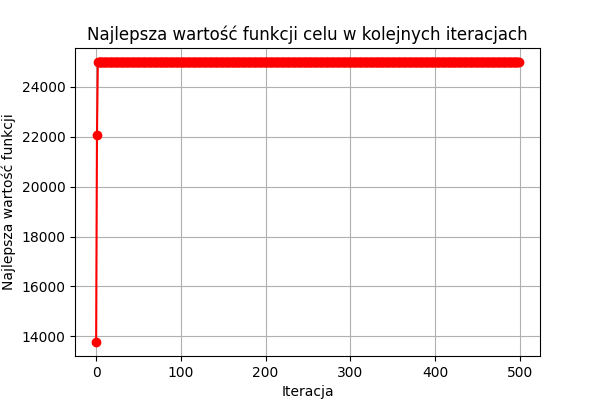 Najlepsza wartość funkcji celu w kolejnych iteracjach
Najlepsza wartość funkcji
24000
22000
20000
18000
16000
14000
0 100 200 300 400 500
Iteracja